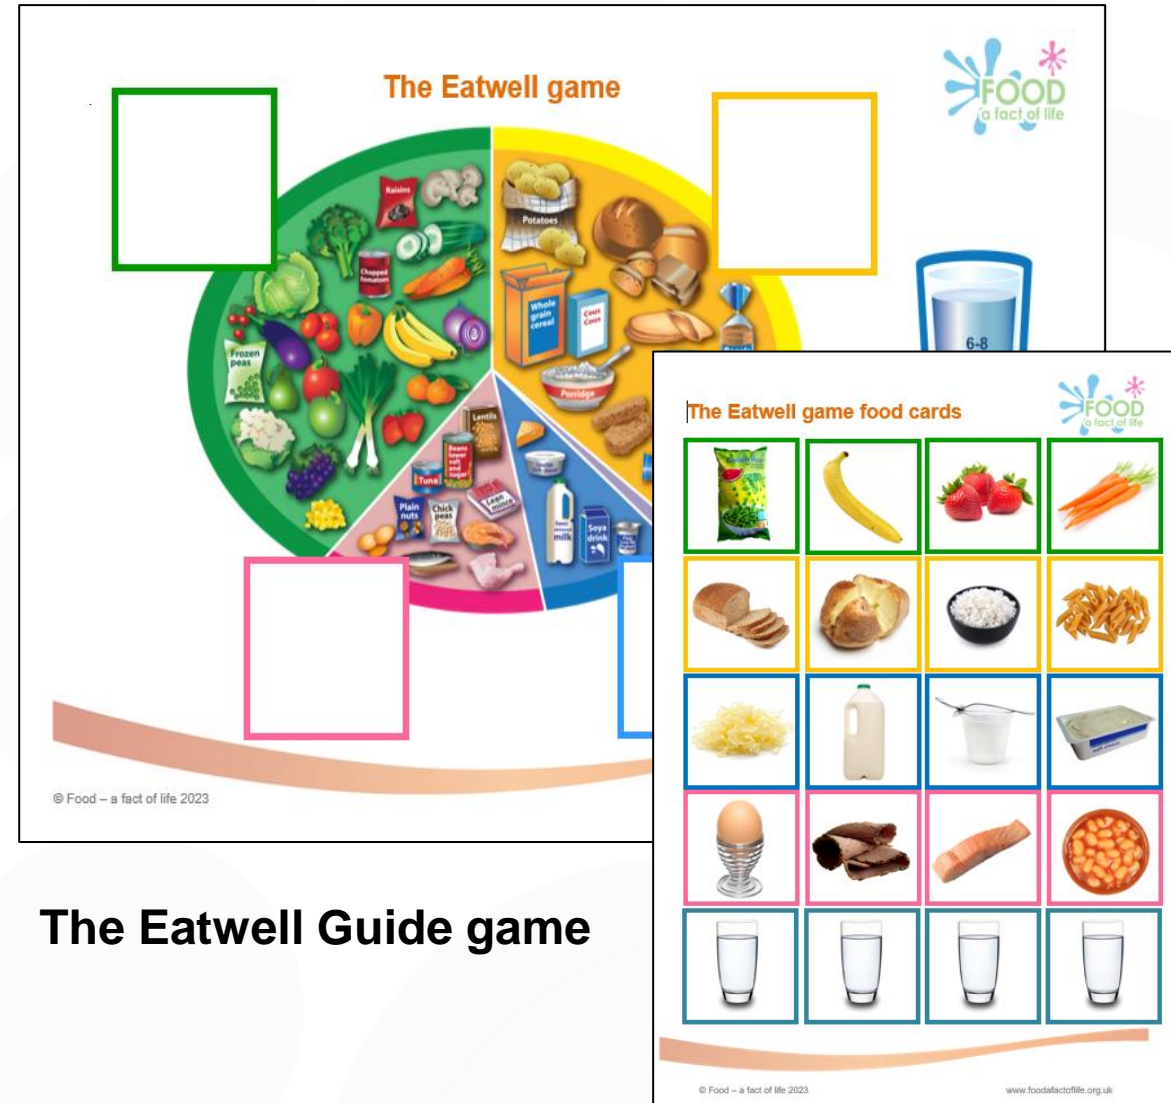 The Eatwell game
FOOD
a fact of life
Raisins
Potatoes
Chopped
tomatoes
Whole
grain
cereal
Cous
Cous
6-8
Frozen
peas
Porridge
Lentils
Beans
lower
salt
and
sugar
Tuna
Plain
nuts
Chick
peas
Lean
mince
Semi
milk
Soya
drink
© Food – a fact of life 2023
The Eatwell game food cards
FOOD
a fact of life
© Food – a fact of life 2023
www.foodafactoflife.org.uk
The Eatwell Guide game